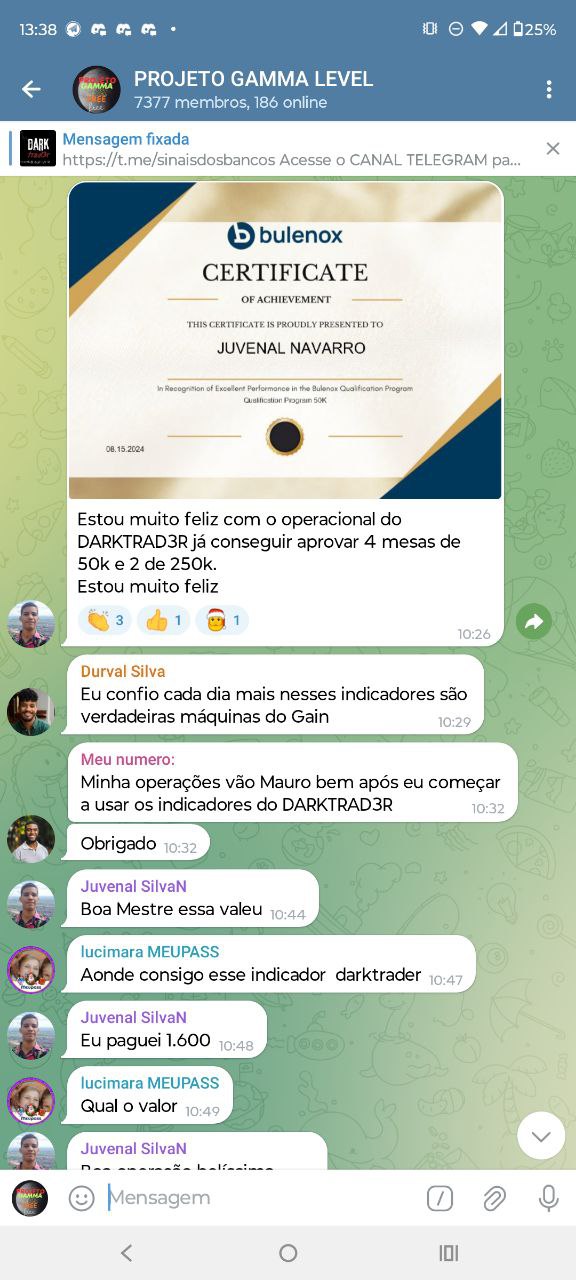 13:38
25%
PROJETO GAMMA LEVEL
7377 membros, 186 online
Mensagem fixada
https://t.me/sinaisdosbancos Acesse o CANAL TELEGRAM pa...
bulenox
CERTIFICATE
OF ACHIEVEMENT
THIS CERTIFICATE IS PROUDLY PRESENTED TO
JUVENAL NAVARRO
In Recognition of Excellent Performance in the Bulenox Qualification Program
Qualification Program 50K
08.15.2024
Estou muito feliz com o operacional do
DARKTRAD3R já conseguir aprovar 4 mesas de
50k e 2 de 250k.
Estou muito feliz
3
1
1
10:26
Durval Silva
Eu confio cada dia mais nesses indicadores são
verdadeiras máquinas do Gain
10:29
Meu numero:
Minha operações vão Mauro bem após eu começar
a usar os indicadores do DARKTRAD3R
10:32
Obrigado 10:32
Juvenal SilvaN
Boa Mestre essa valeu 10:44
lucimara MEUPASS
Aonde consigo esse indicador darktrader 10:47
Juvenal SilvaN
Eu paguei 1.600 10:48
lucimara MEUPASS
Qual o valor 10:49
Juvenal SilvaN
Mensagem